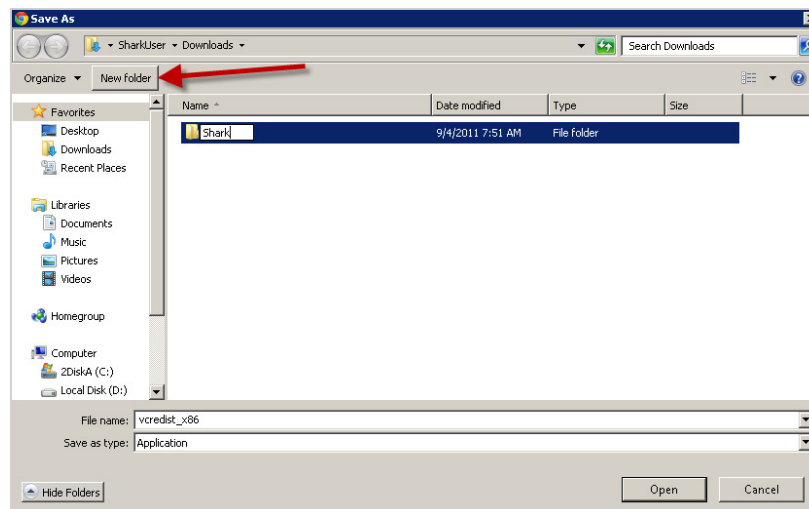 Save As
SharkUser Downloads Search Downloads
Organize New folder
Favorites
Desktop
Downloads
Recent Places
Libraries
Documents
Music
Pictures
Videos
Homegroup
Computer
2DiskA (C:)
Local Disk (D:)
Name Date modified Type Size
Shark 9/4/2011 7:51 AM File folder
File name: vcredist_x86
Save as type: Application
Hide Folders Open Cancel